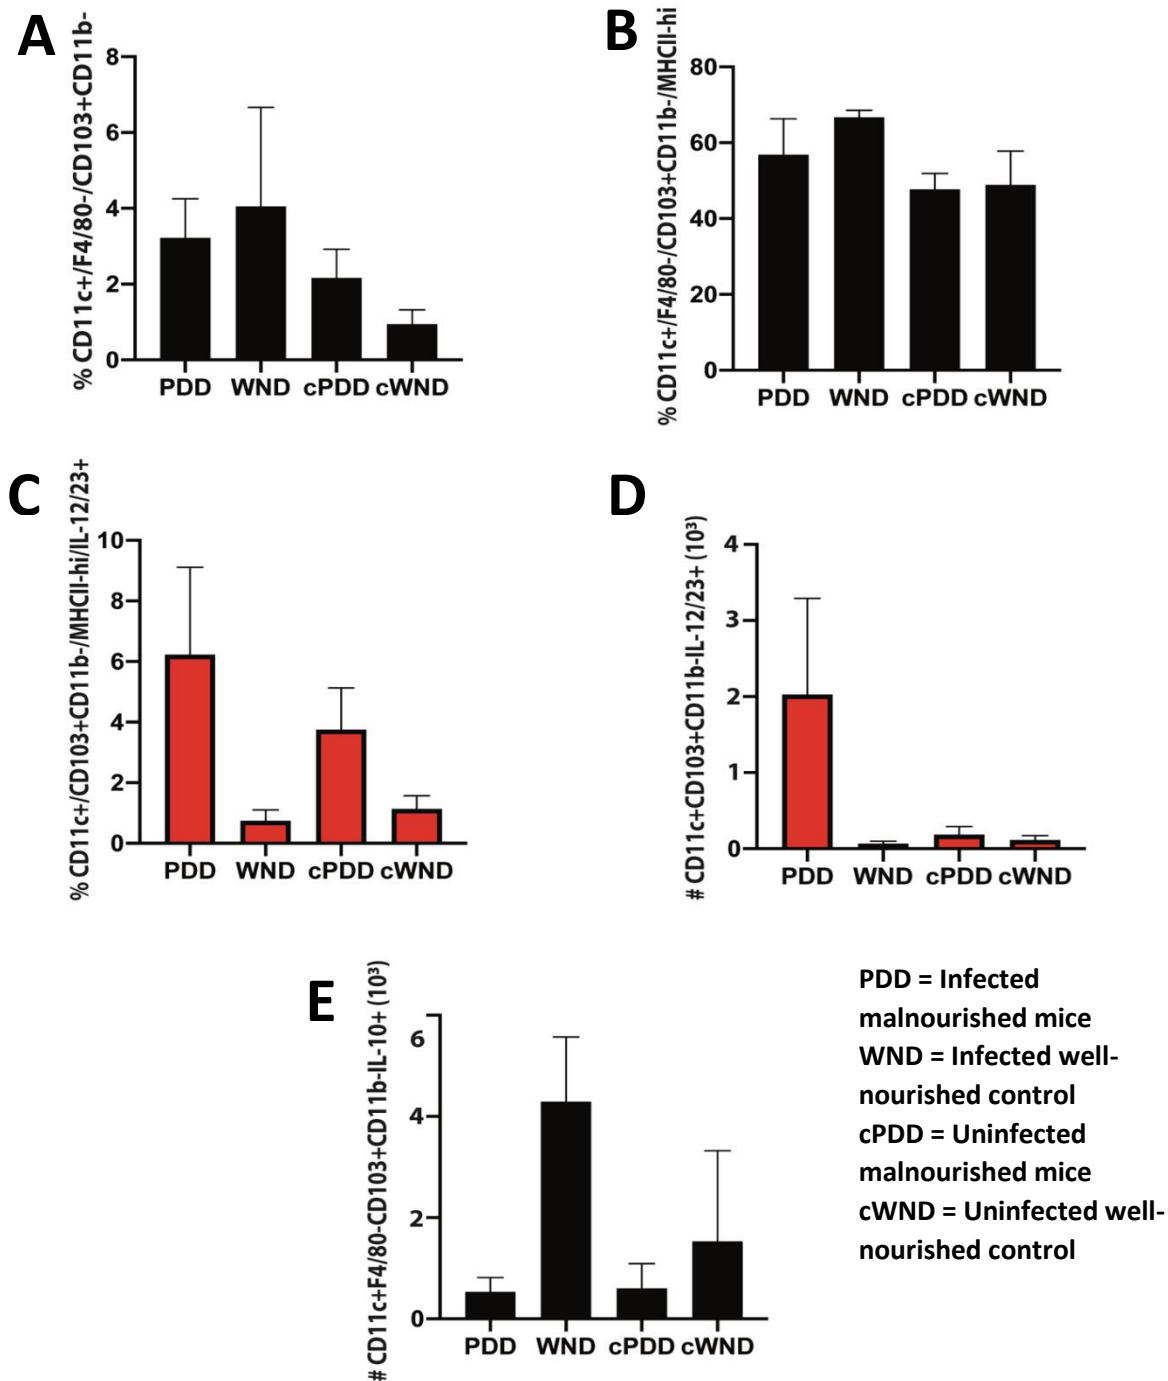 A
% CD11c+/F4/80-/CD103+CD11b-
8
6
4
2
0
PDD WND cPDD cWND
B
% CD11c+/F4/80-/CD103+CD11b-/MHCII-hi
80
60
40
20
0
PDD WND cPDD cWND
C
% CD11c+/CD103+CD11b-/MHCII-hi/IL-12/23+
10
8
6
4
2
0
PDD WND cPDD cWND
D
# CD11c+CD103+CD11b-IL-12/23+ (10³)
4
3
2
1
0
PDD WND cPDD cWND
E
# CD11c+F4/80-CD103+CD11b-IL-10+ (10³)
6
4
2
0
PDD WND cPDD cWND
PDD = Infected
malnourished mice
WND = Infected well-
nourished control
cPDD = Uninfected
malnourished mice
cWND = Uninfected well-
nourished control